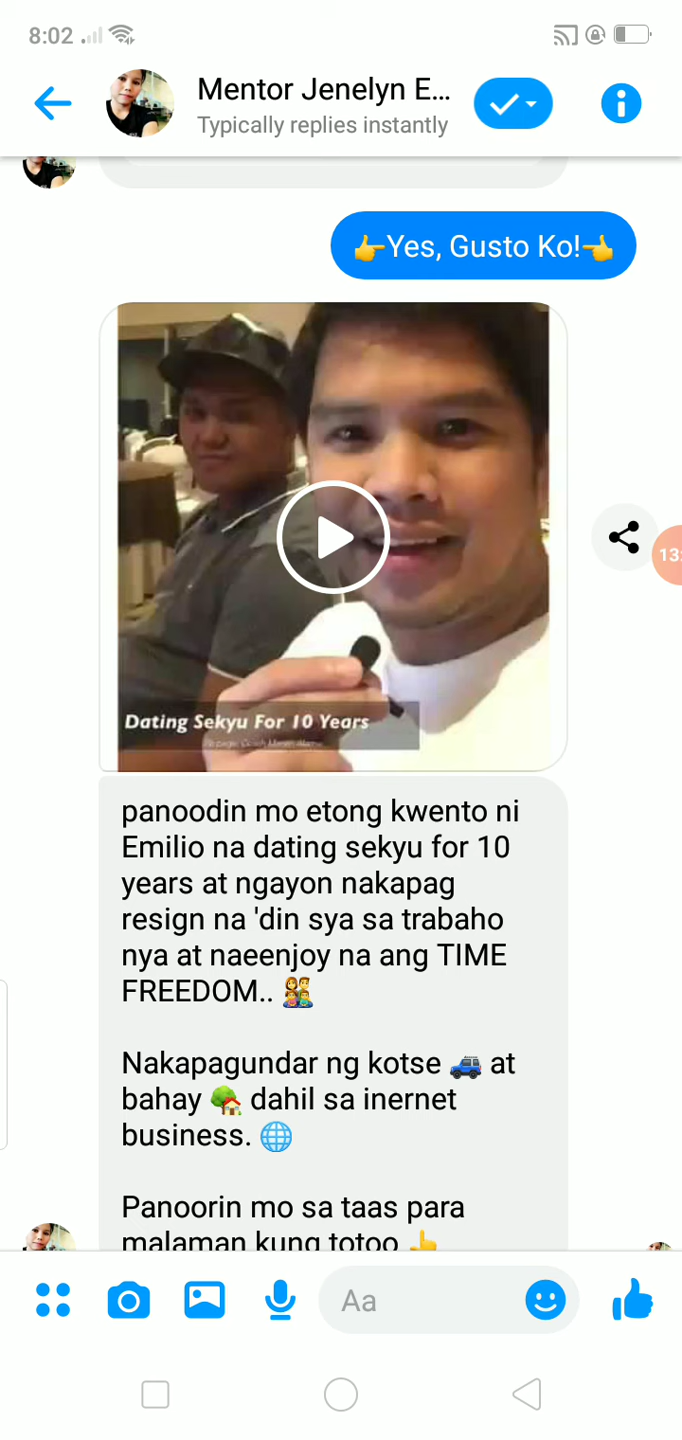 8:02
Mentor Jenelyn E...
Typically replies instantly
👉Yes, Gusto Ko!👈
13:
Dating Sekyu For 10 Years
panoodin mo etong kwento ni
Emilio na dating sekyu for 10
years at ngayon nakapag
resign na 'din sya sa trabaho
nya at naeenjoy na ang TIME
FREEDOM.. 👨‍👩‍👧‍👦
Nakapagundar ng kotse 🚙 at
bahay 🏡 dahil sa inernet
business. 🌐
Panoorin mo sa taas para
malaman kung totoo 👆
Aa